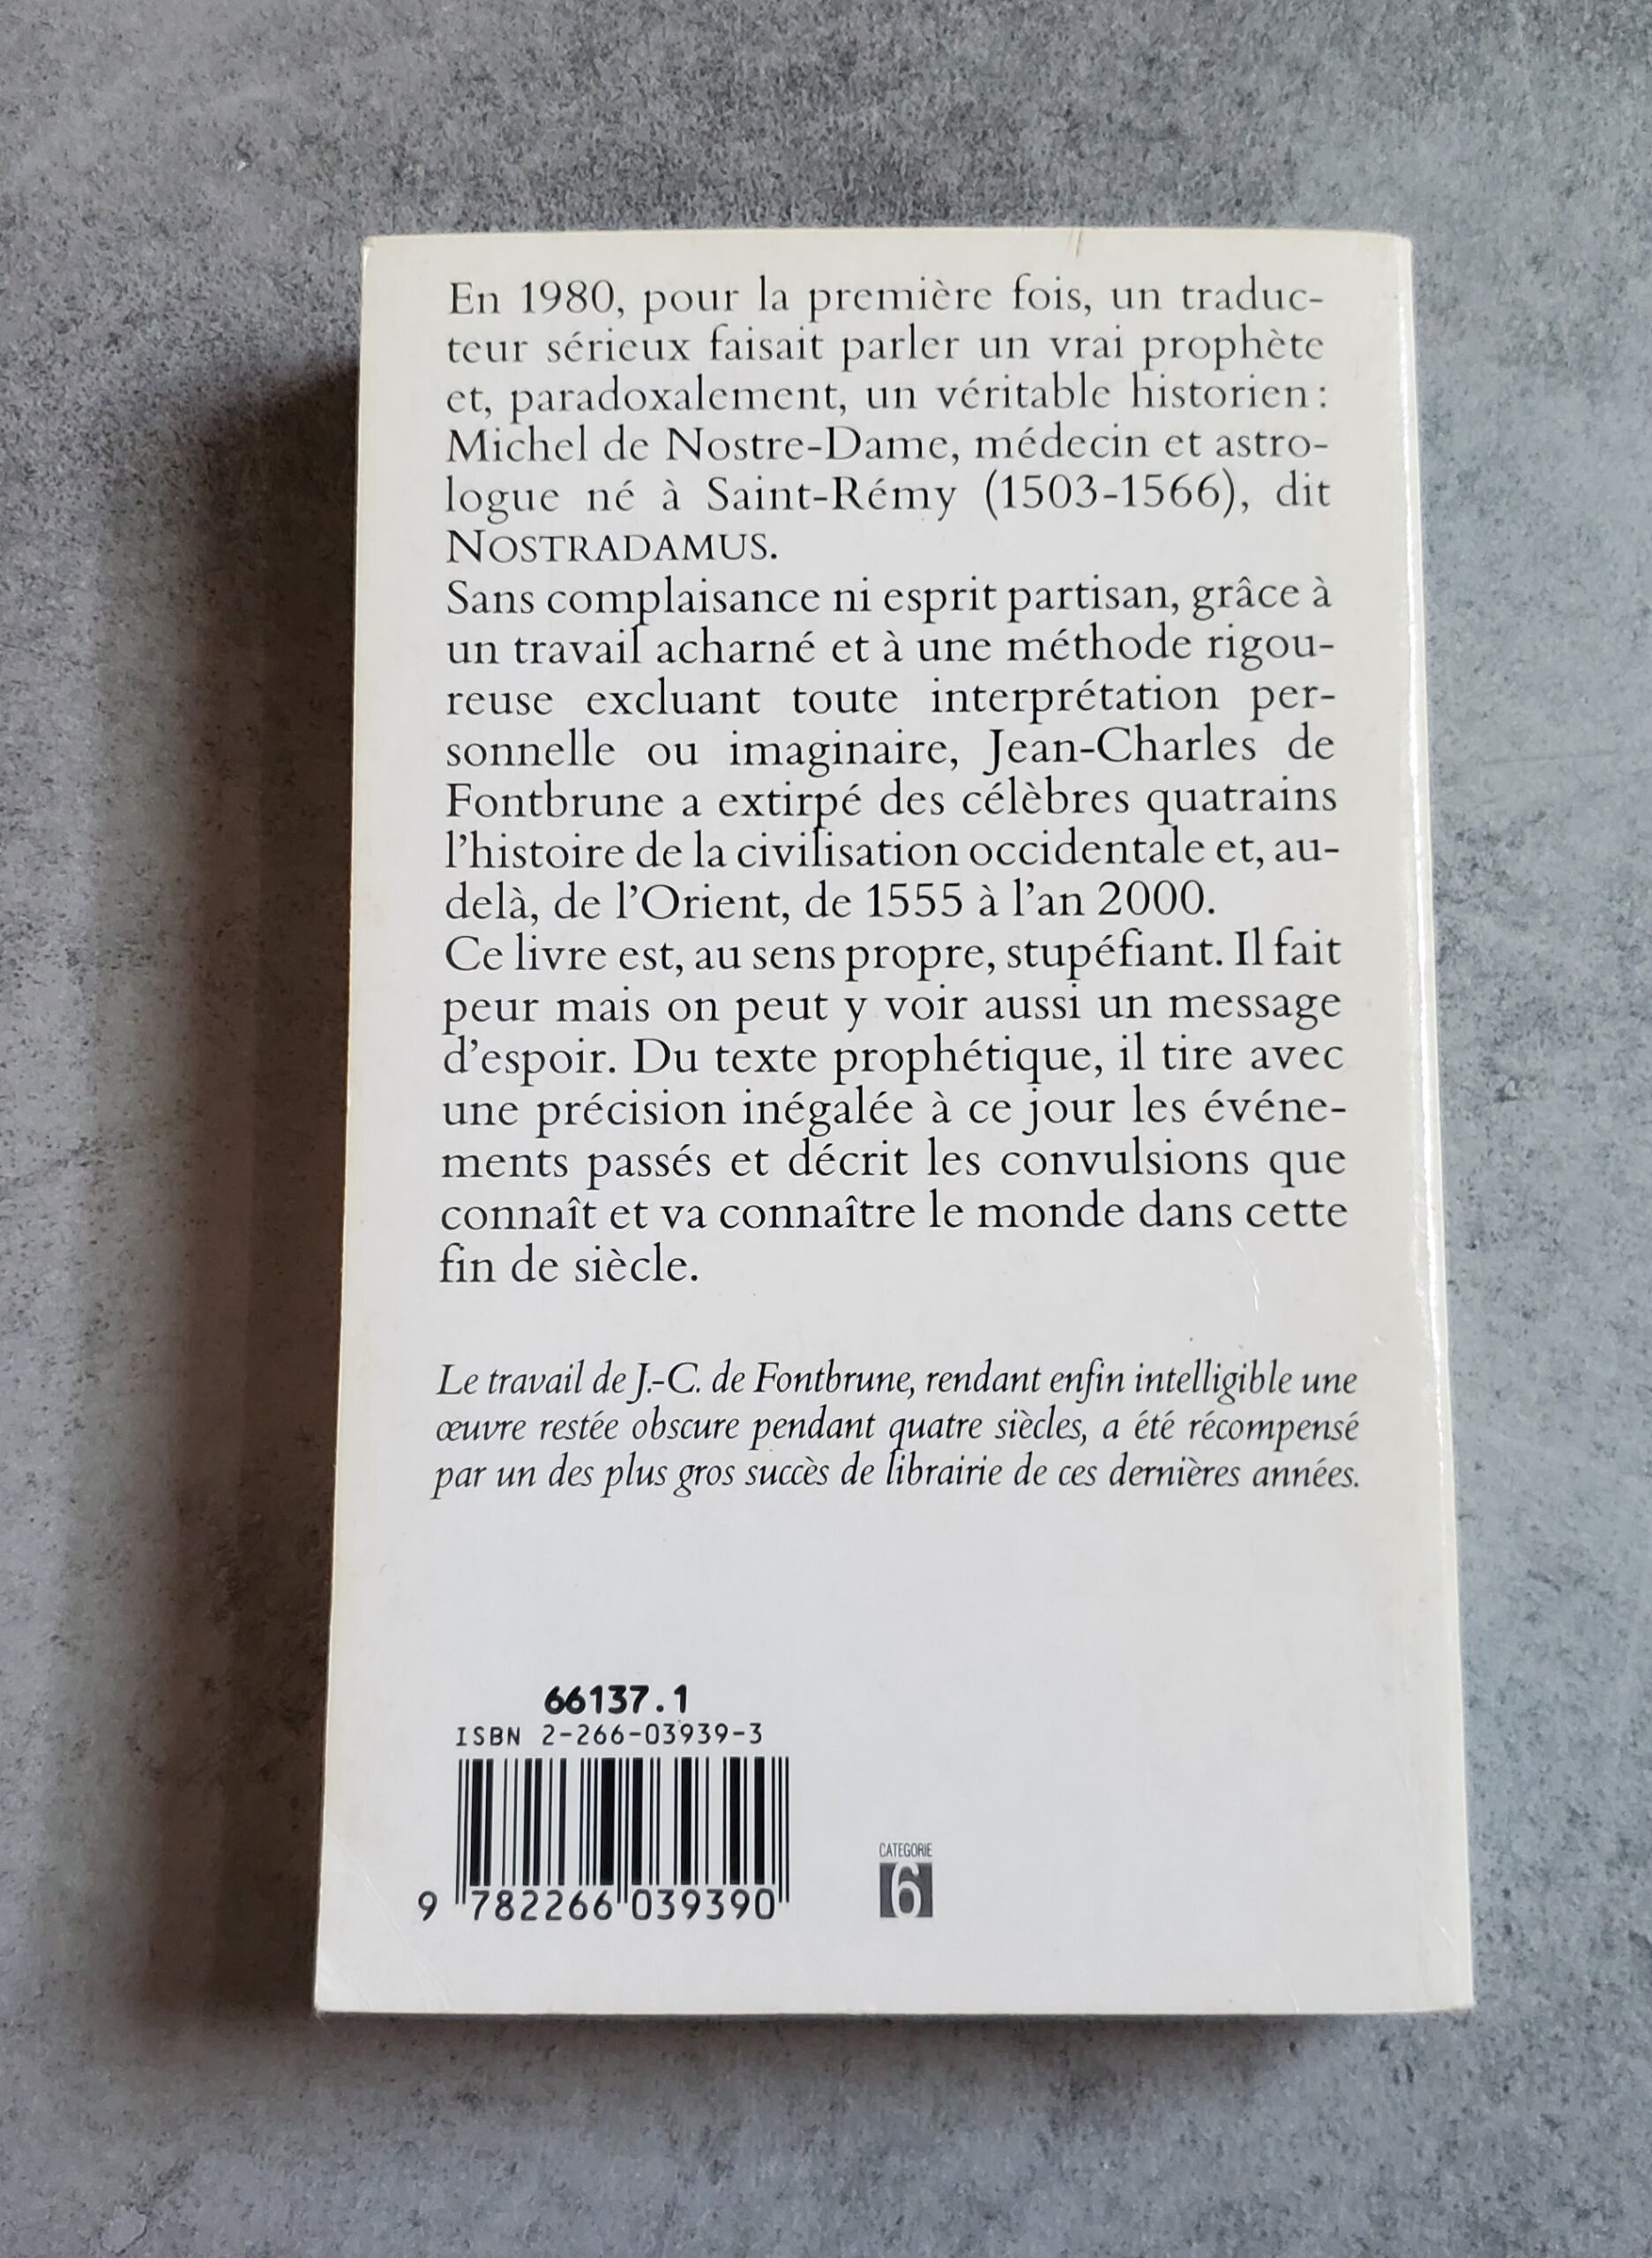 En 1980, pour la première fois, un traduc-
teur sérieux faisait parler un vrai prophète
et, paradoxalement, un véritable historien :
Michel de Nostre-Dame, médecin et astro-
logue né à Saint-Rémy (1503-1566), dit
NOSTRADAMUS.
Sans complaisance ni esprit partisan, grâce à
un travail acharné et à une méthode rigou-
reuse excluant toute interprétation per-
sonnelle ou imaginaire, Jean-Charles de
Fontbrune a extirpé des célèbres quatrains
l'histoire de la civilisation occidentale et, au-
delà, de l'Orient, de 1555 à l'an 2000.
Ce livre est, au sens propre, stupéfiant. Il fait
peur mais on peut y voir aussi un message
d'espoir. Du texte prophétique, il tire avec
une précision inégalée à ce jour les événe-
ments passés et décrit les convulsions que
connaît et va connaître le monde dans cette
fin de siècle.
Le travail de J.-C. de Fontbrune, rendant enfin intelligible une
œuvre restée obscure pendant quatre siècles, a été récompensé
par un des plus gros succès de librairie de ces dernières années.
66137.1
ISBN 2-266-03939-3
9 782266 039390
CATEGORIE
6